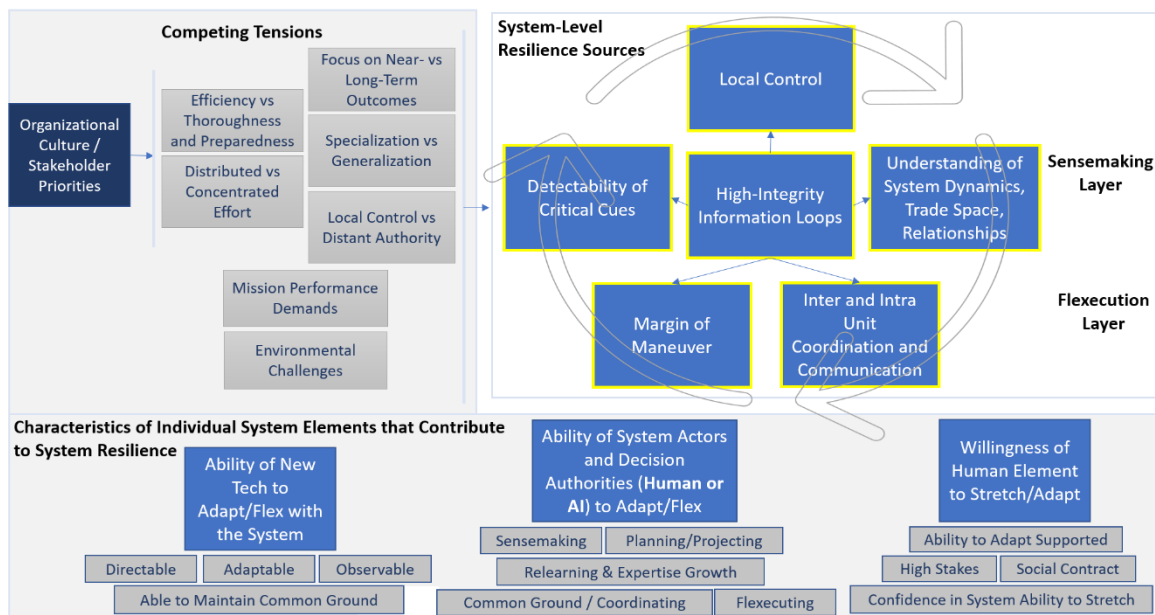 Competing Tensions
Organizational
Culture /
Stakeholder
Priorities
Efficiency vs
Thoroughness
and Preparedness
Distributed vs
Concentrated
Effort
Focus on Near- vs
Long-Term
Outcomes
Specialization vs
Generalization
Local Control vs
Distant Authority
Mission Performance
Demands
Environmental
Challenges
System-Level
Resilience Sources
Local Control
Detectability of
Critical Cues
High-Integrity
Information Loops
Understanding of
System Dynamics,
Trade Space,
Relationships
Sensemaking
Layer
Margin of
Maneuver
Inter and Intra
Unit
Coordination and
Communication
Flexecution
Layer
Characteristics of Individual System Elements that Contribute
to System Resilience
Ability of New
Tech to
Adapt/Flex with
the System
Directable
Adaptable
Observable
Able to Maintain Common Ground
Ability of System Actors
and Decision
Authorities (Human or
AI) to Adapt/Flex
Sensemaking
Planning/Projecting
Relearning & Expertise Growth
Common Ground / Coordinating
Flexecuting
Willingness of
Human Element
to Stretch/Adapt
Ability to Adapt Supported
High Stakes
Social Contract
Confidence in System Ability to Stretch